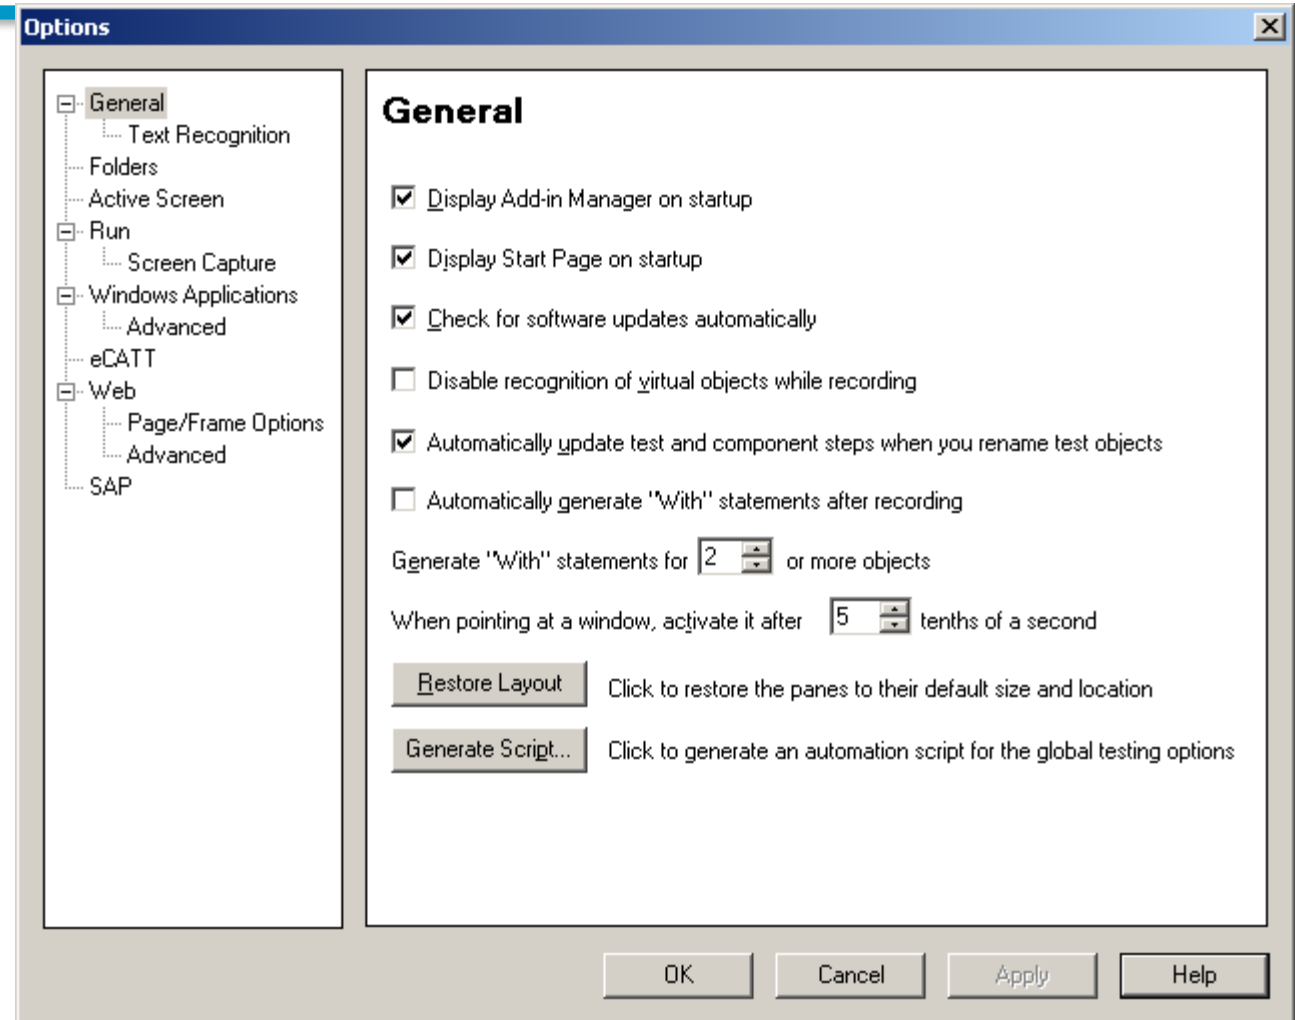 Options
General
Text Recognition
Folders
Active Screen
Run
Screen Capture
Windows Applications
Advanced
eCATT
Web
Page/Frame Options
Advanced
SAP
General
Display Add-in Manager on startup
Display Start Page on startup
Check for software updates automatically
Disable recognition of virtual objects while recording
Automatically update test and component steps when you rename test objects
Automatically generate "With" statements after recording
Generate "With" statements for 2 or more objects
When pointing at a window, activate it after 5 tenths of a second
Restore Layout Click to restore the panes to their default size and location
Generate Script... Click to generate an automation script for the global testing options
OK Cancel Apply Help